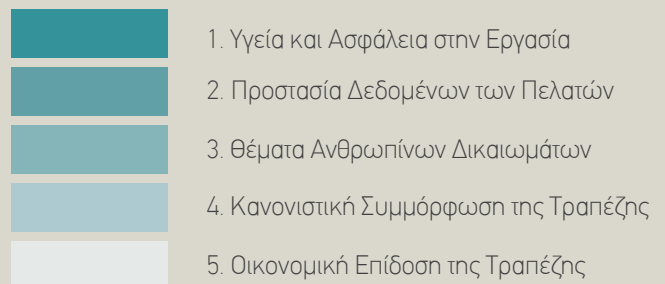 1. Υγεία και Ασφάλεια στην Εργασία
2. Προστασία Δεδομένων των Πελατών
3. Θέματα Ανθρωπίνων Δικαιωμάτων
4. Κανονιστική Συμμόρφωση της Τραπέζης
5. Οικονομική Επίδοση της Τραπέζης